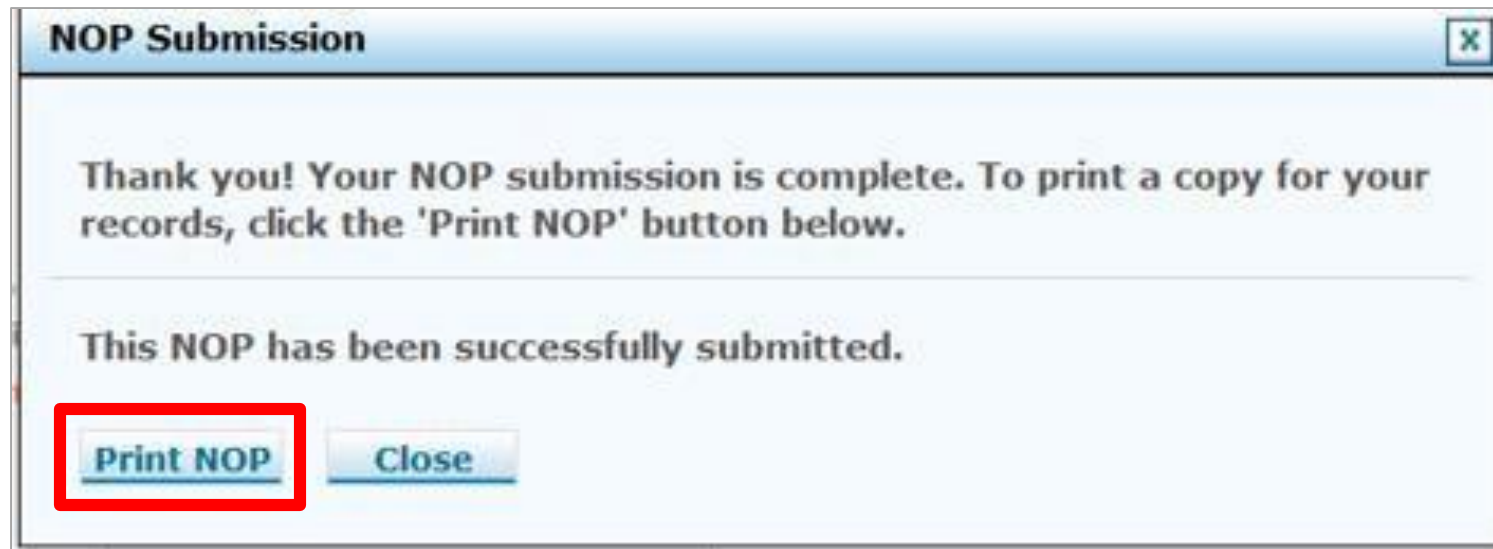 NOP Submission
X
Thank you! Your NOP submission is complete. To print a copy for your
records, click the 'Print NOP' button below.
This NOP has been successfully submitted.
Print NOP Close